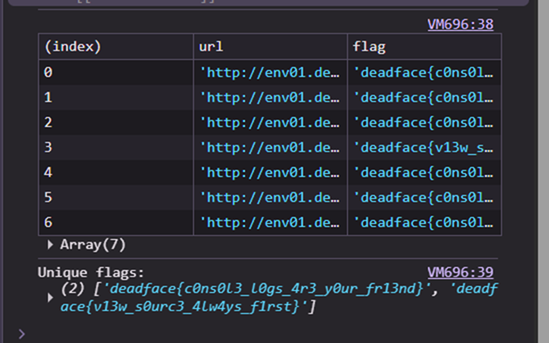 VM696:38
(index) url flag
0 'http://env01.de… 'deadface{c0ns0l…
1 'http://env01.de… 'deadface{c0ns0l…
2 'http://env01.de… 'deadface{c0ns0l…
3 'http://env01.de… 'deadface{v13w_s…
4 'http://env01.de… 'deadface{c0ns0l…
5 'http://env01.de… 'deadface{c0ns0l…
6 'http://env01.de… 'deadface{c0ns0l…
▶ Array(7)
Unique flags: VM696:39
(2) ['deadface{c0ns0l3_l0gs_4r3_y0ur_fr13nd}', 'deadf
▶ ace{v13w_s0urc3_4lw4ys_f1rst}']
>